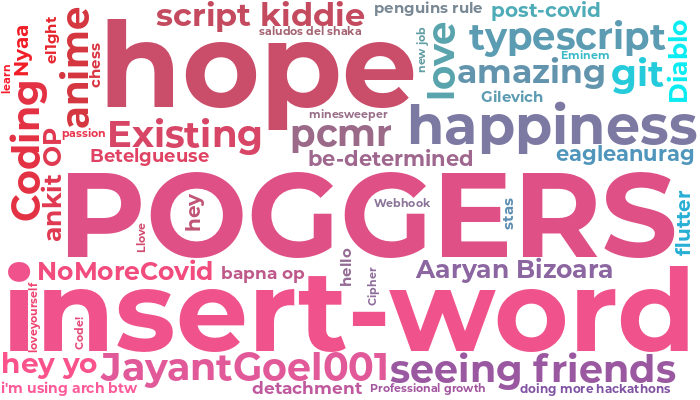 script kiddie
penguins rule
post-covid
saludos del shaka
hope
love
new job
typescript
Eminem
amazing
git
Diablo
Gilevich
learn
Nyaa
el1ght
anime
chess
Coding
passion
Existing
minesweeper
pcmr
happiness
Betelgueuse
be-determined
eagleanurag
ankit OP
POGGERS
hey
Webhook
stas
Llove
flutter
NoMoreCovid
bapna op
hello
Cipher
Aaryan Bizoara
insert-word
loveyourself
Code!
hey yo
JayantGoel001
seeing friends
i'm using arch btw
detachment
Professional growth
doing more hackathons